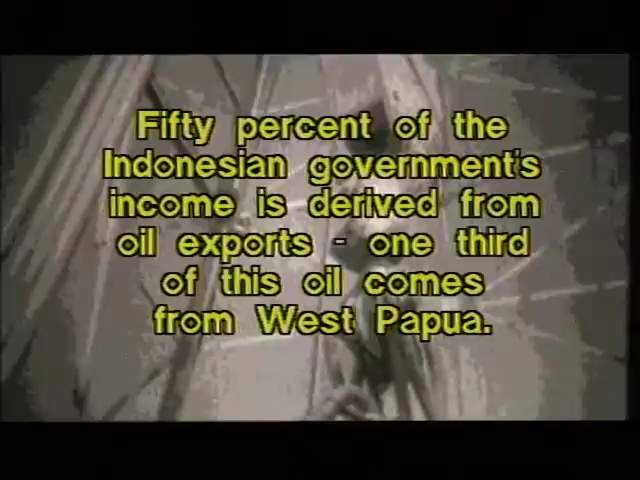 Fifty percent of the
Indonesian government's
income is derived from
oil exports - one third
of this oil comes
from West Papua.